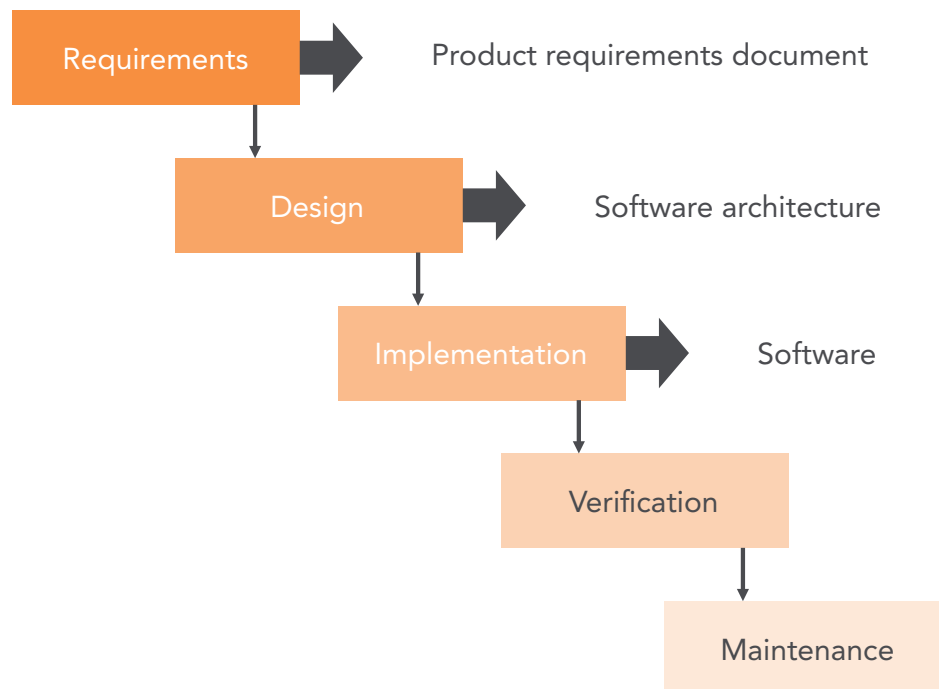 Requirements
Product requirements document
Design
Software architecture
Implementation
Software
Verification
Maintenance